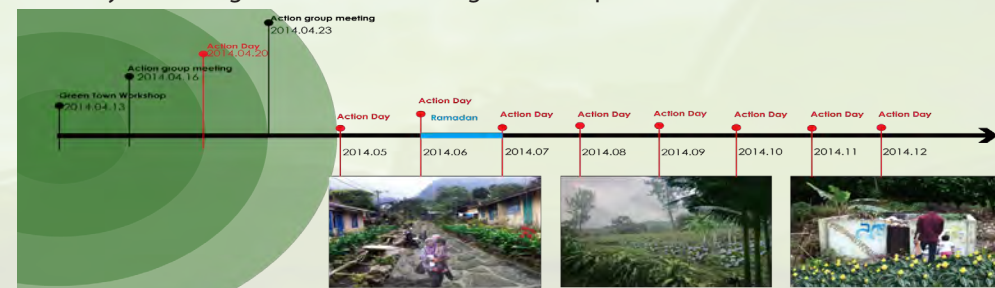 Action group meeting
2014.04.23
Action Day
2014.04.20
Action group meeting
2014.04.16
Green Town Workshop
2014.04.13
Action Day
Action Day
Ramadan
Action Day
Action Day
Action Day
Action Day
Action Day
Action Day
2014.05
2014.06
2014.07
2014.08
2014.09
2014.10
2014.11
2014.12